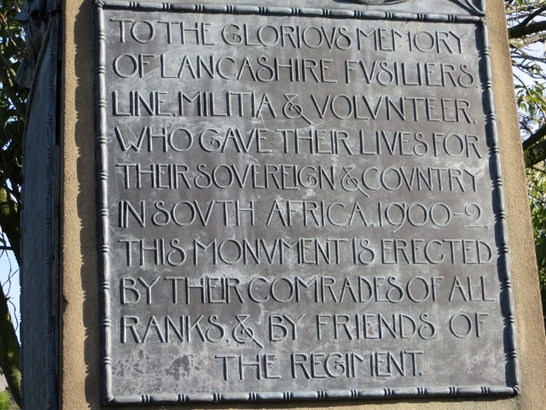 TO THE GLORIOVS MEMORY
OF LANCASHIRE FVSILIERS,
LINE, MILITIA & VOLVNTEER,
WHO GAVE THEIR LIVES FOR
THEIR SOVEREIGN & COVNTRY
IN SOVTH AFRICA, 1900-2.
THIS MONVMENT IS ERECTED
BY THEIR COMRADES OF ALL
RANKS, & BY FRIENDS OF
THE REGIMENT.